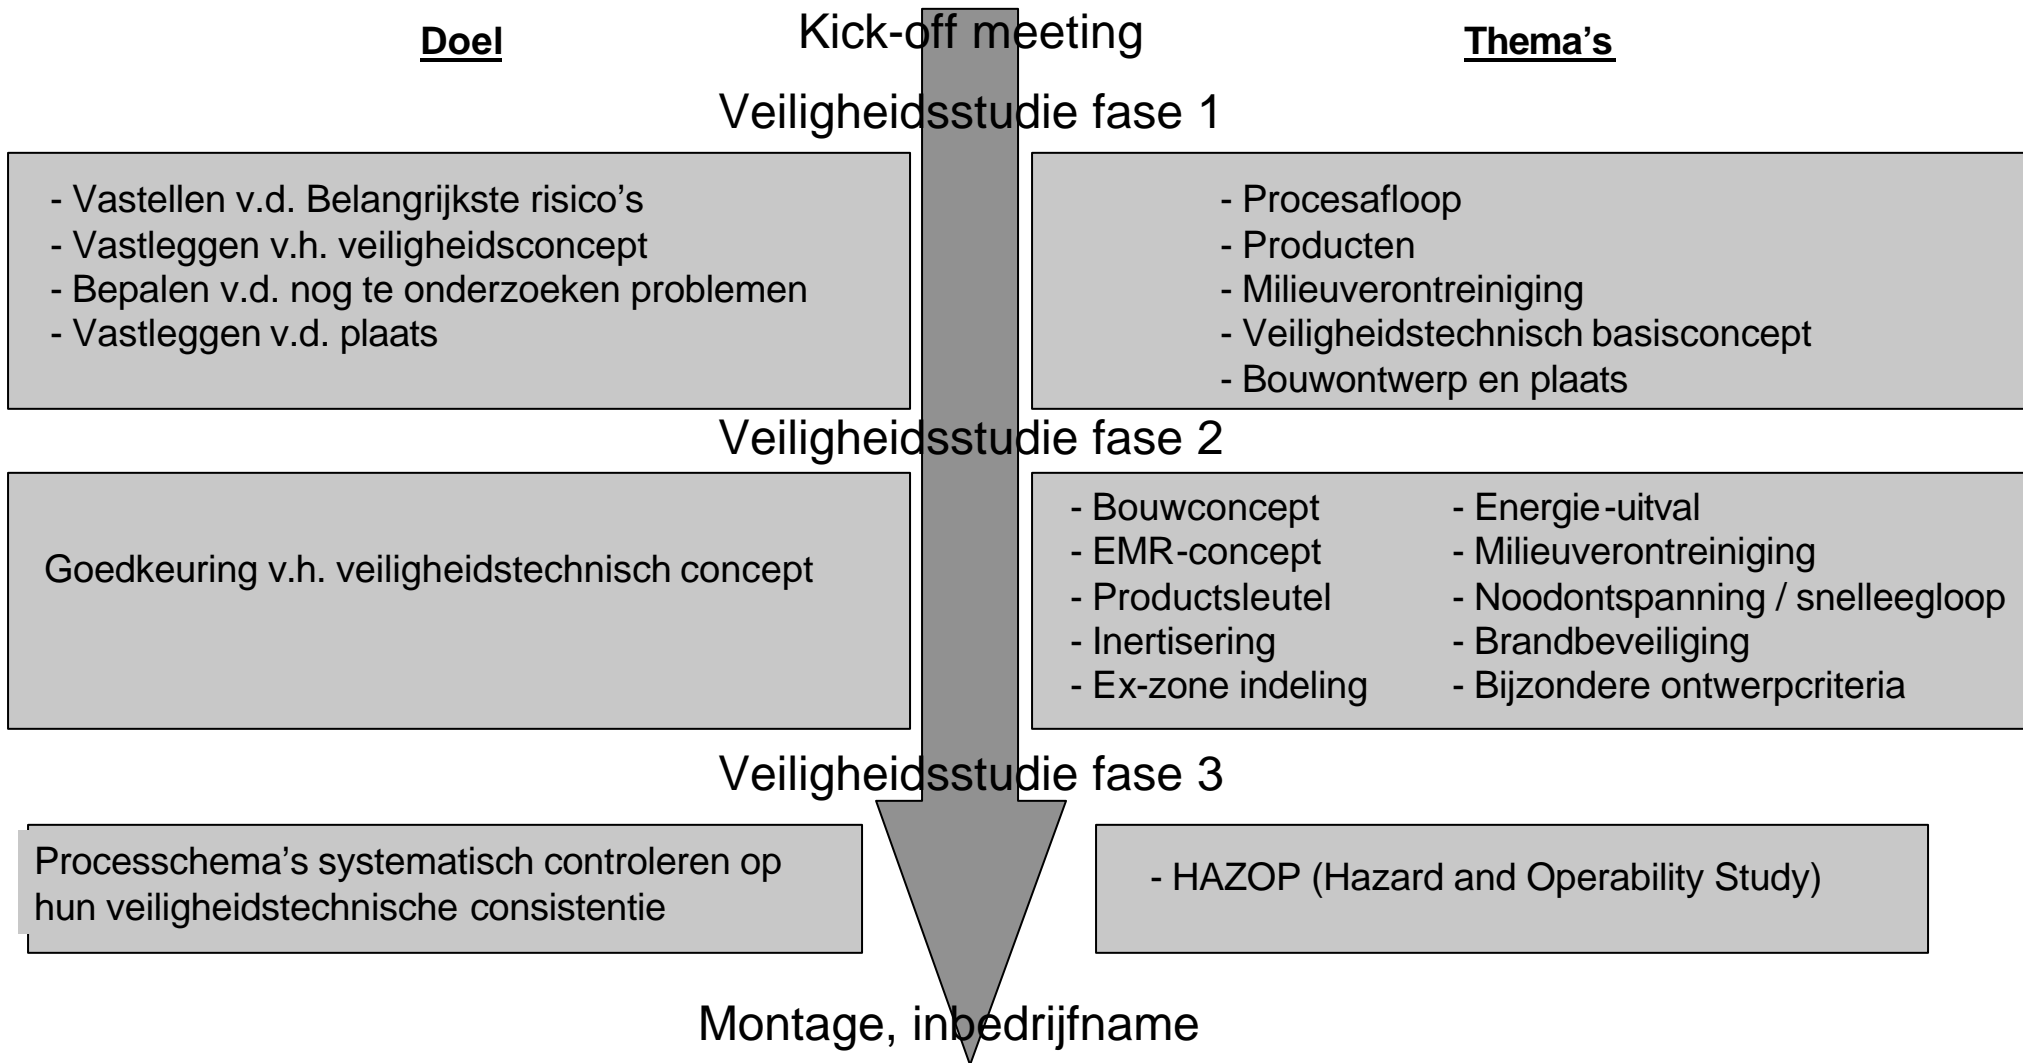 Doel
Kick-off meeting
Thema's
Veiligheidsstudie fase 1
- Vastellen v.d. Belangrijkste risico's
- Vastleggen v.h. veiligheidsconcept
- Bepalen v.d. nog te onderzoeken problemen
- Vastleggen v.d. plaats
- Procesafloop
- Producten
- Milieuverontreiniging
- Veiligheidstechnisch basisconcept
- Bouwontwerp en plaats
Veiligheidsstudie fase 2
Goedkeuring v.h. veiligheidstechnisch concept
- Bouwconcept
- EMR-concept
- Productsleutel
- Inertisering
- Ex-zone indeling
- Energie-uitval
- Milieuverontreiniging
- Noodontspanning / snelleegloop
- Brandbeveiliging
- Bijzondere ontwerpcriteria
Veiligheidsstudie fase 3
Processchema's systematisch controleren op
hun veiligheidstechnische consistentie
- HAZOP (Hazard and Operability Study)
Montage, inbedrijfname